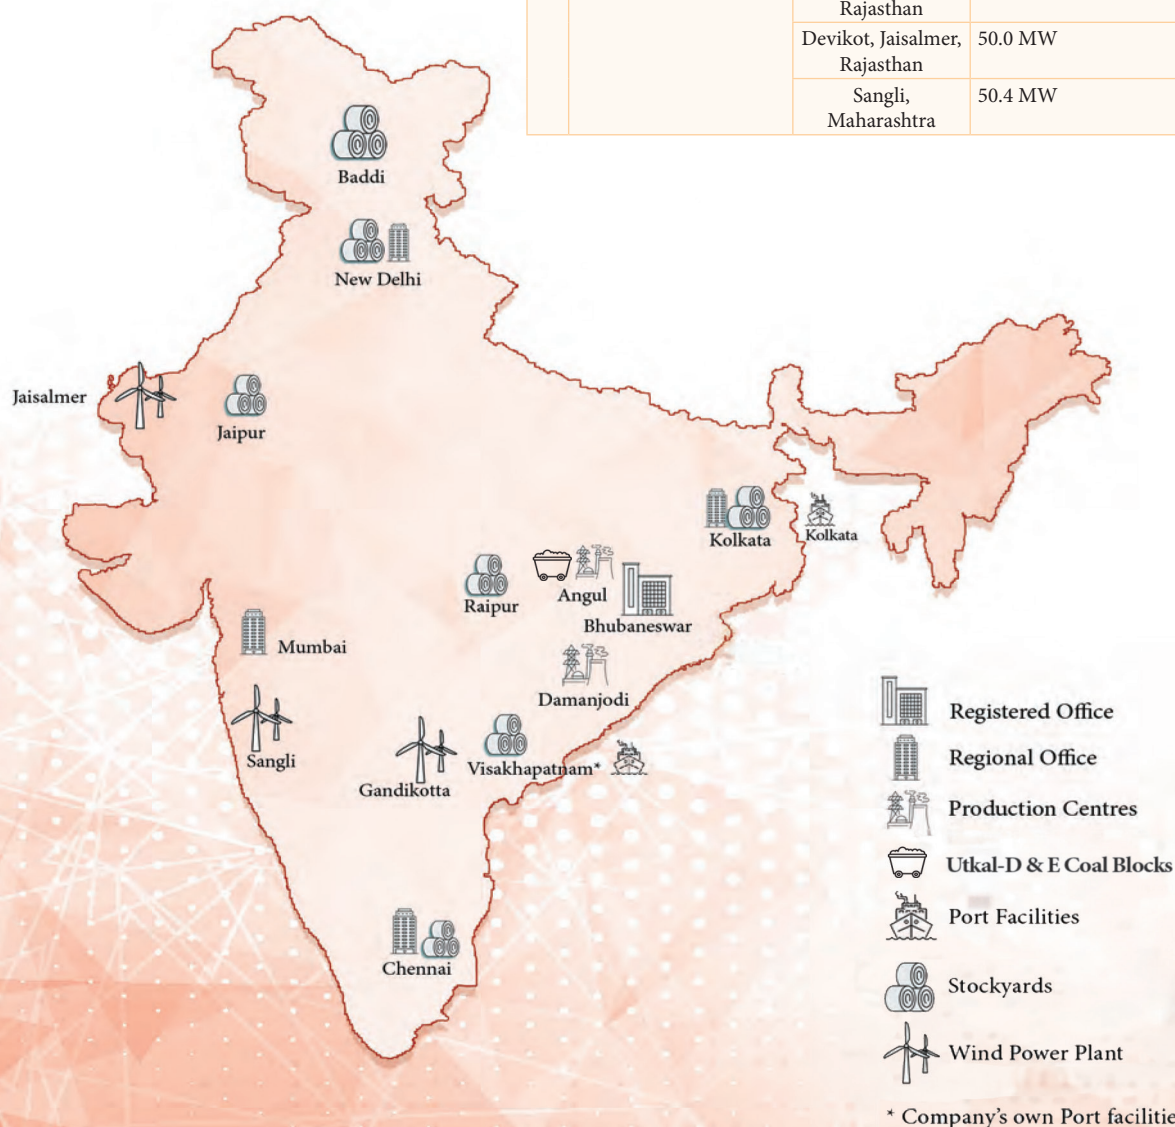 Rajasthan
Devikot, Jaisalmer,
Rajasthan
50.0 MW
Sangli,
Maharashtra
50.4 MW
Baddi
New Delhi
Jaisalmer
Jaipur
Kolkata
Kolkata
Raipur
Angul
Bhubaneswar
Mumbai
Damanjodi
Sangli
Gandikotta
Visakhapatnam*
Chennai
Registered Office
Regional Office
Production Centres
Utkal-D & E Coal Blocks
Port Facilities
Stockyards
Wind Power Plant
* Company's own Port facilitie